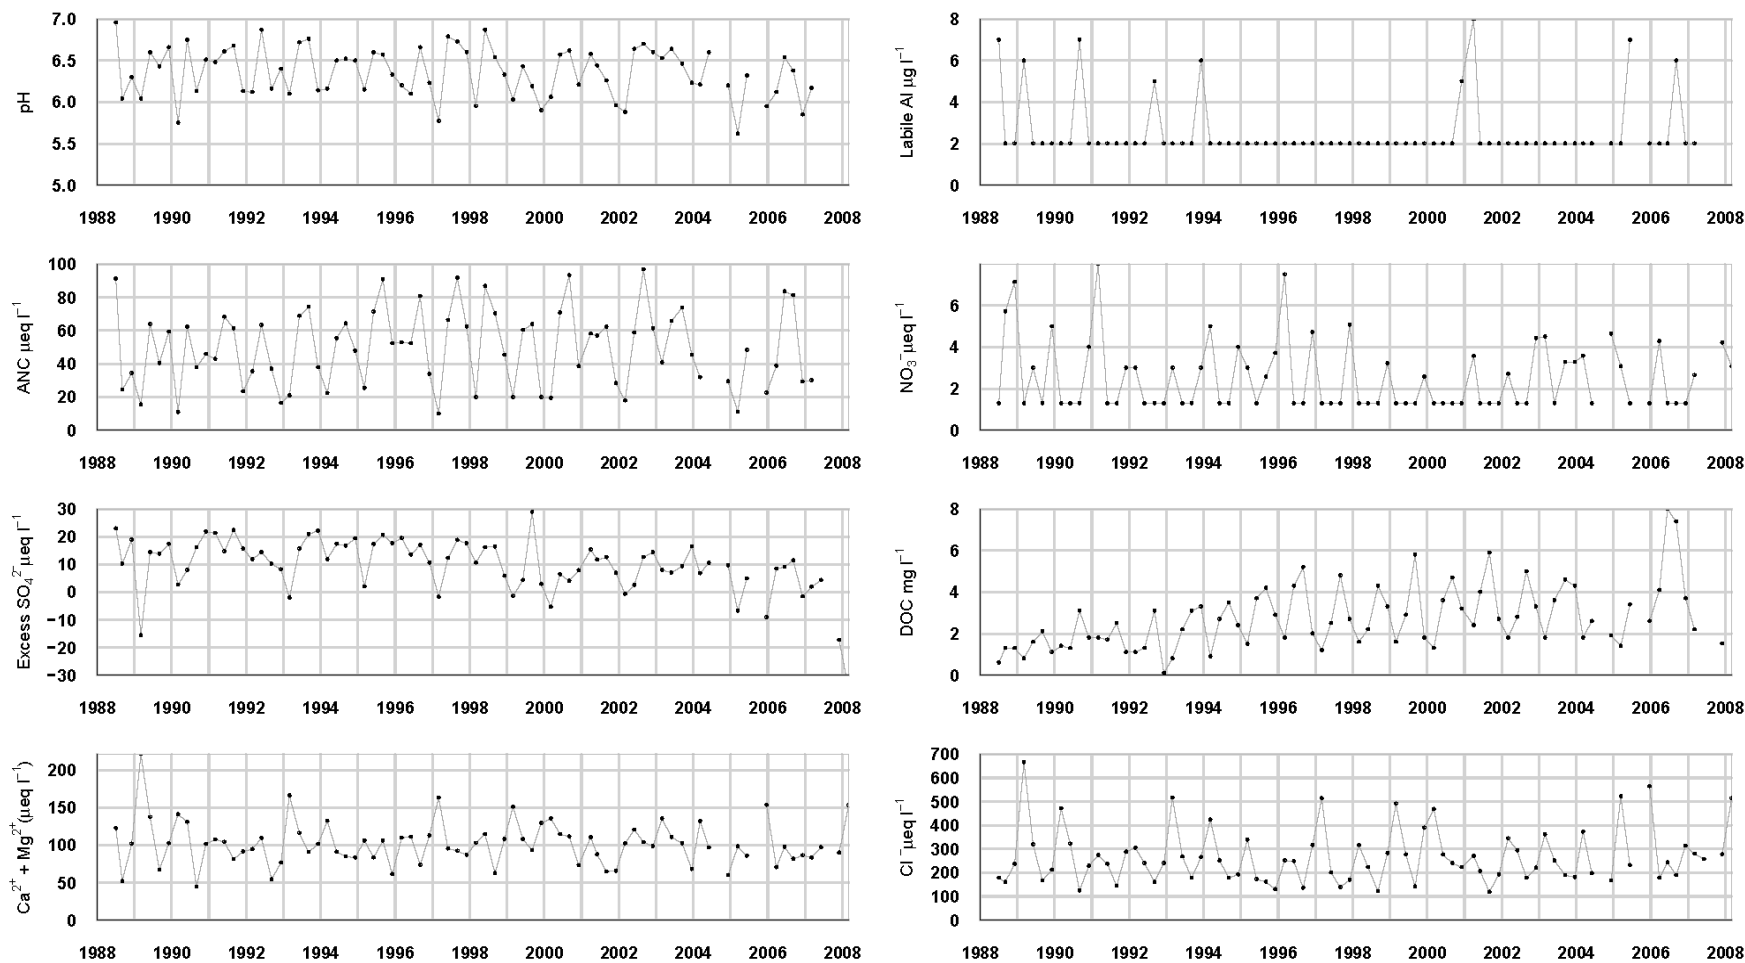 7.0
6.5
6.0
5.5
5.0
pH
1988 1990 1992 1994 1996 1998 2000 2002 2004 2006 2008
8
6
4
2
0
Labile Al µg l⁻¹
1988 1990 1992 1994 1996 1998 2000 2002 2004 2006 2008
100
80
60
40
20
0
ANC µeq l⁻¹
1988 1990 1992 1994 1996 1998 2000 2002 2004 2006 2008
6
4
2
0
NO₃⁻µeq l⁻¹
1988 1990 1992 1994 1996 1998 2000 2002 2004 2006 2008
30
20
10
0
−10
−20
−30
Excess SO₄²⁻µeq l⁻¹
1988 1990 1992 1994 1996 1998 2000 2002 2004 2006 2008
8
6
4
2
0
DOC mg l⁻¹
1988 1990 1992 1994 1996 1998 2000 2002 2004 2006 2008
200
150
100
50
0
Ca²⁺ + Mg²⁺(µeq l⁻¹)
1988 1990 1992 1994 1996 1998 2000 2002 2004 2006 2008
700
600
500
400
300
200
100
0
Cl⁻µeq l⁻¹
1988 1990 1992 1994 1996 1998 2000 2002 2004 2006 2008